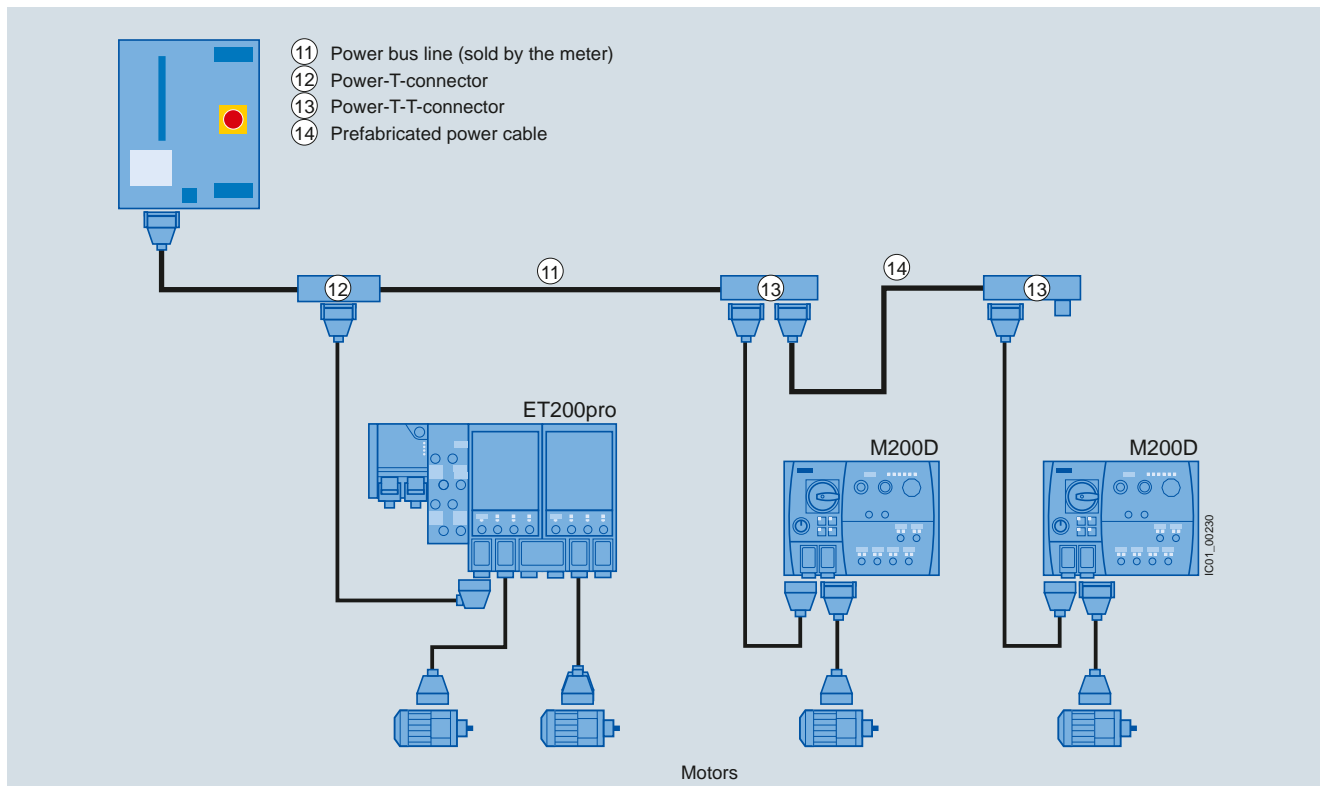 11 Power bus line (sold by the meter)
12 Power-T-connector
13 Power-T-T-connector
14 Prefabricated power cable
11
14
12
13
13
ET200pro
M200D
M200D
IC01_00230
Motors